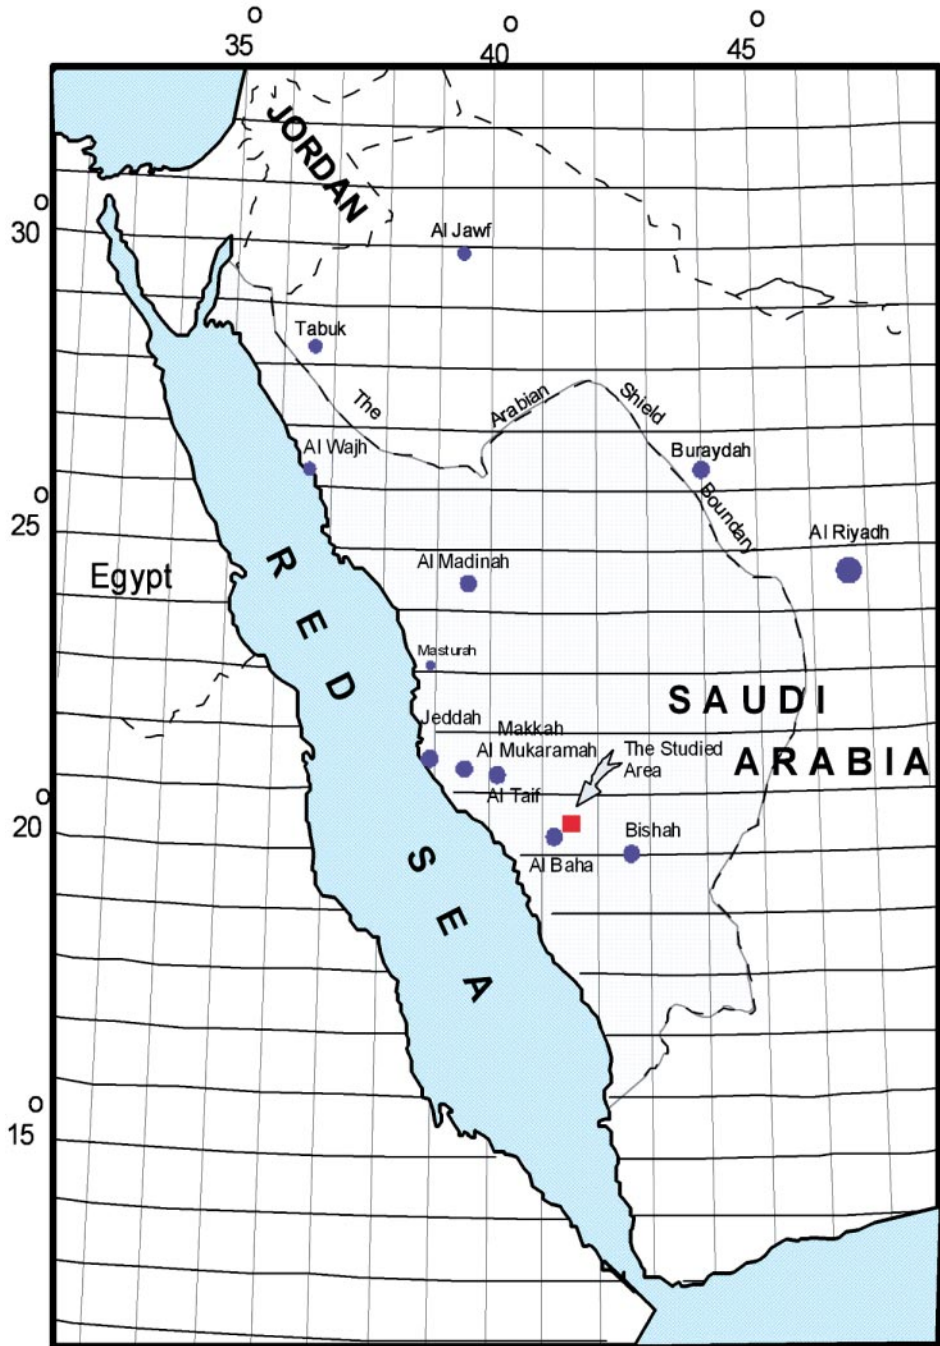 o
o
o
35
40
45
JORDAN
o
30
Al Jawf
Tabuk
The
Arabian
Shield
Boundary
Al Wajh
Buraydah
o
25
Al Riyadh
Al Madinah
Egypt
RED SEA
Masturah
SAUDI
ARABIA
Jeddah
Makkah
Al Mukaramah
The Studied
Area
Al Taif
o
20
Bishah
Al Baha
o
15